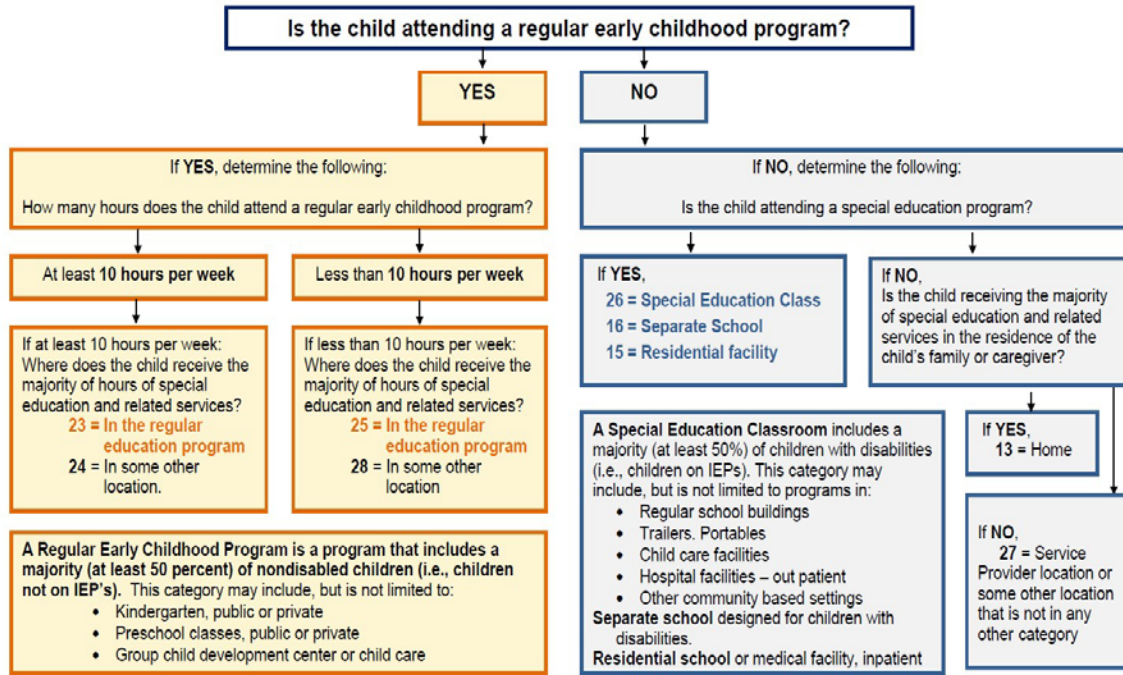 Is the child attending a regular early childhood program?
YES
NO
If YES, determine the following:
How many hours does the child attend a regular early childhood program?
If NO, determine the following:
Is the child attending a special education program?
At least 10 hours per week
Less than 10 hours per week
If at least 10 hours per week:
Where does the child receive the
majority of hours of special
education and related services?
23 = In the regular
education program
24 = In some other
location.
If less than 10 hours per week:
Where does the child receive the
majority of hours of special
education and related services?
25 = In the regular
education program
28 = In some other
location
A Regular Early Childhood Program is a program that includes a
majority (at least 50 percent) of nondisabled children (i.e., children
not on IEP's). This category may include, but is not limited to:
• Kindergarten, public or private
• Preschool classes, public or private
• Group child development center or child care
If YES,
26 = Special Education Class
16 = Separate School
15 = Residential facility
If NO,
Is the child receiving the majority
of special education and related
services in the residence of the
child's family or caregiver?
A Special Education Classroom includes a
majority (at least 50%) of children with disabilities
(i.e., children on IEPs). This category may
include, but is not limited to programs in:
• Regular school buildings
• Trailers. Portables
• Child care facilities
• Hospital facilities – out patient
• Other community based settings
Separate school designed for children with
disabilities.
Residential school or medical facility, inpatient
If YES,
13 = Home
If NO,
27 = Service
Provider location or
some other location
that is not in any
other category